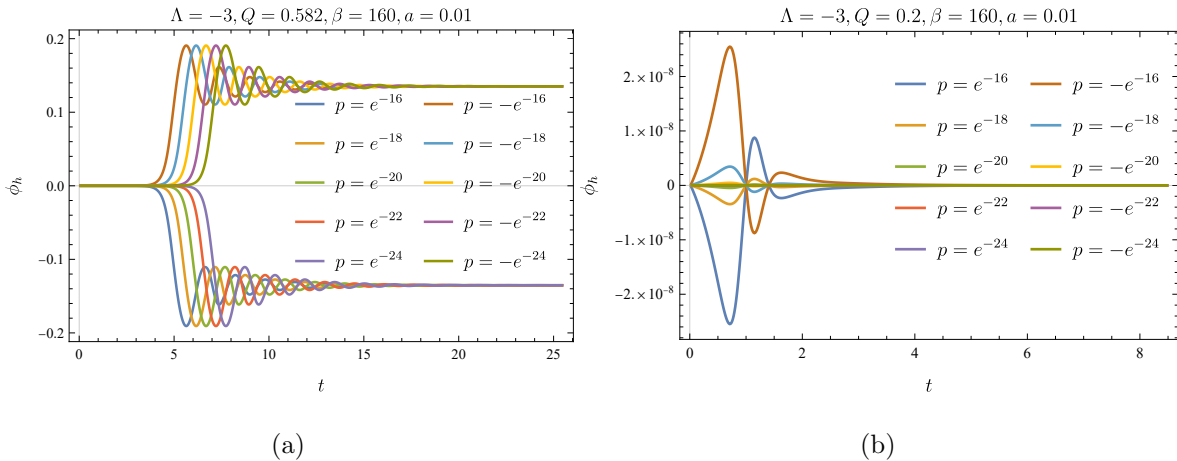 Λ = −3, Q = 0.582, β = 160, a = 0.01
0.2
0.1
0.0
−0.1
−0.2
ϕh
p = e^−16 p = −e^−16
p = e^−18 p = −e^−18
p = e^−20 p = −e^−20
p = e^−22 p = −e^−22
p = e^−24 p = −e^−24
0 5 10 15 20 25
t
(a)
Λ = −3, Q = 0.2, β = 160, a = 0.01
2.×10^−8
1.×10^−8
0
−1.×10^−8
−2.×10^−8
ϕh
p = e^−16 p = −e^−16
p = e^−18 p = −e^−18
p = e^−20 p = −e^−20
p = e^−22 p = −e^−22
p = e^−24 p = −e^−24
0 2 4 6 8
t
(b)